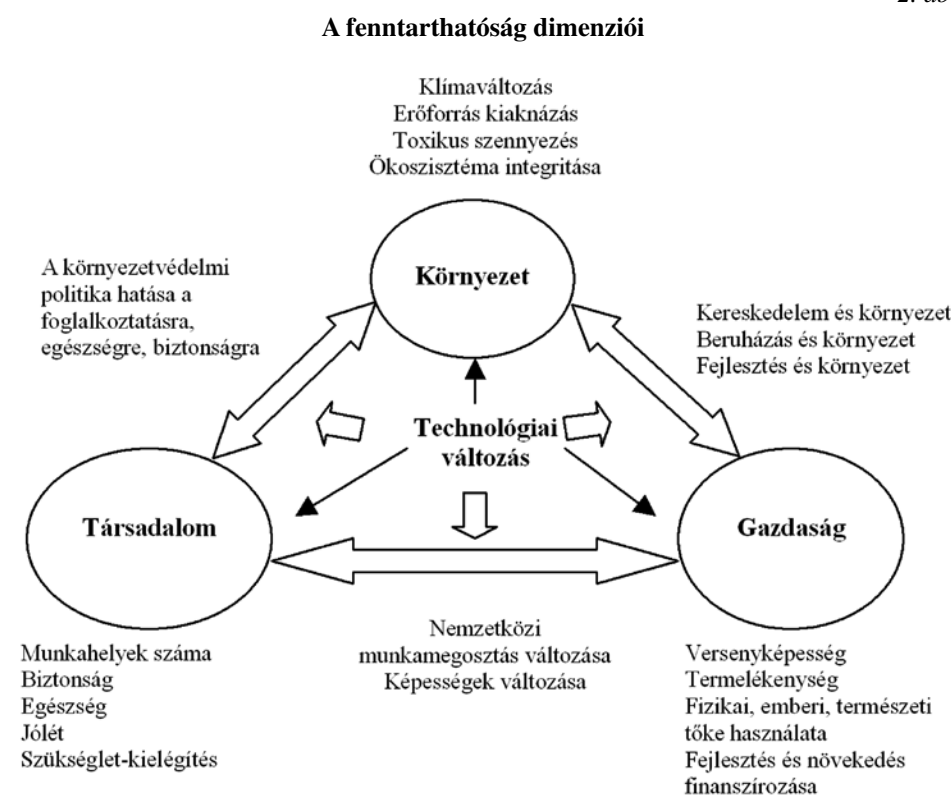 2. áb
A fenntarthatóság dimenziói
Klímaváltozás
Erőforrás kiaknázás
Toxikus szennyezés
Ökoszisztéma integritása
Környezet
A környezetvédelmi
politika hatása a
foglalkoztatásra,
egészségre, biztonságra
Kereskedelem és környezet
Beruházás és környezet
Fejlesztés és környezet
Technológiai
változás
Társadalom
Gazdaság
Nemzetközi
munkamegosztás változása
Képességek változása
Munkahelyek száma
Biztonság
Egészség
Jólét
Szükséglet-kielégítés
Versenyképesség
Termelékenység
Fizikai, emberi, természeti
tőke használata
Fejlesztés és növekedés
finanszírozása